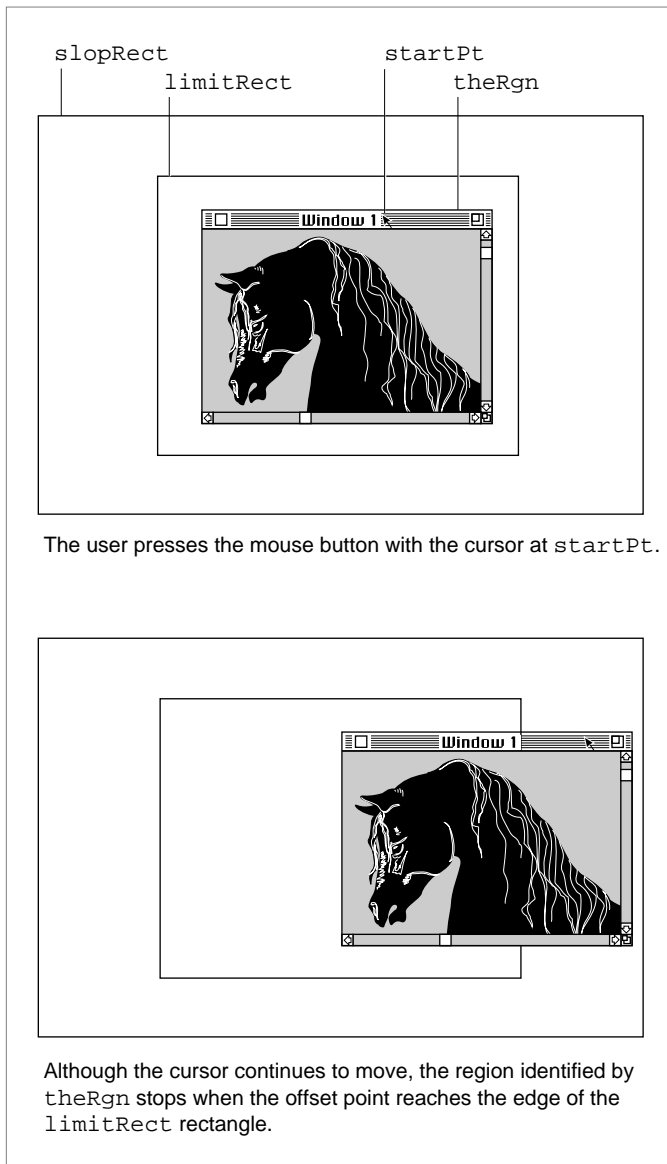 slopRect startPt
limitRect theRgn
Window 1
The user presses the mouse button with the cursor at startPt.
Window 1
Although the cursor continues to move, the region identified by
theRgn stops when the offset point reaches the edge of the
limitRect rectangle.